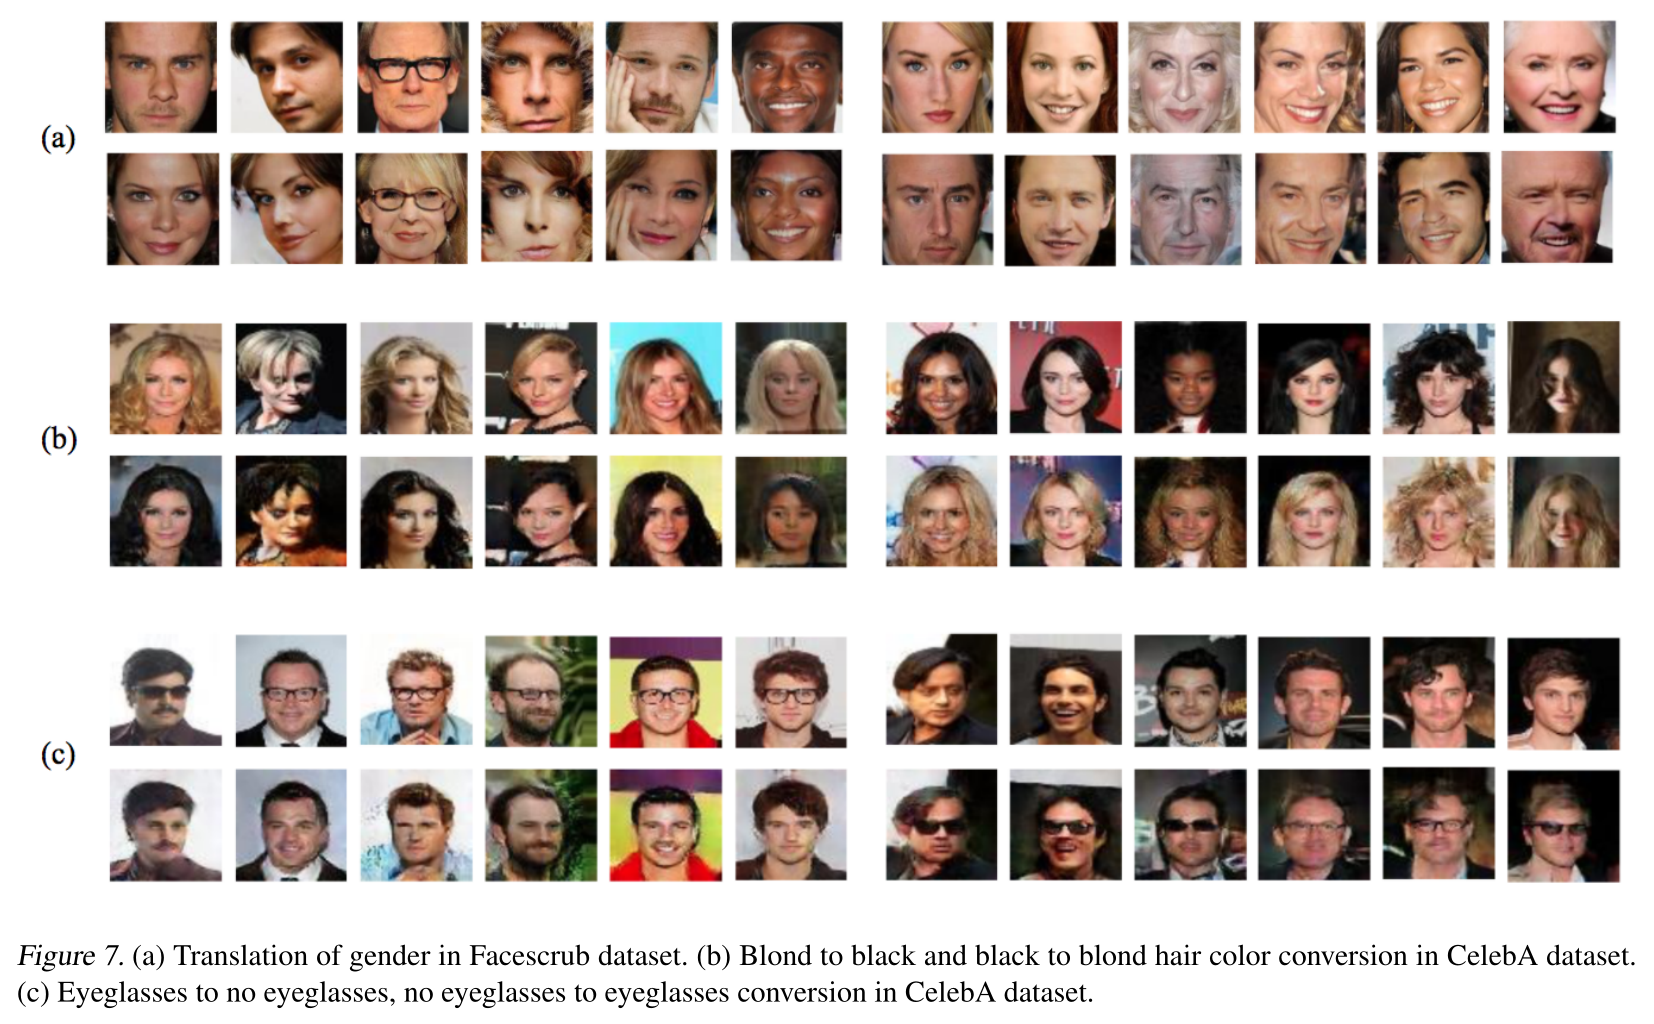 (a)
(b)
(c)
Figure 7. (a) Translation of gender in Facescrub dataset. (b) Blond to black and black to blond hair color conversion in CelebA dataset.
(c) Eyeglasses to no eyeglasses, no eyeglasses to eyeglasses conversion in CelebA dataset.